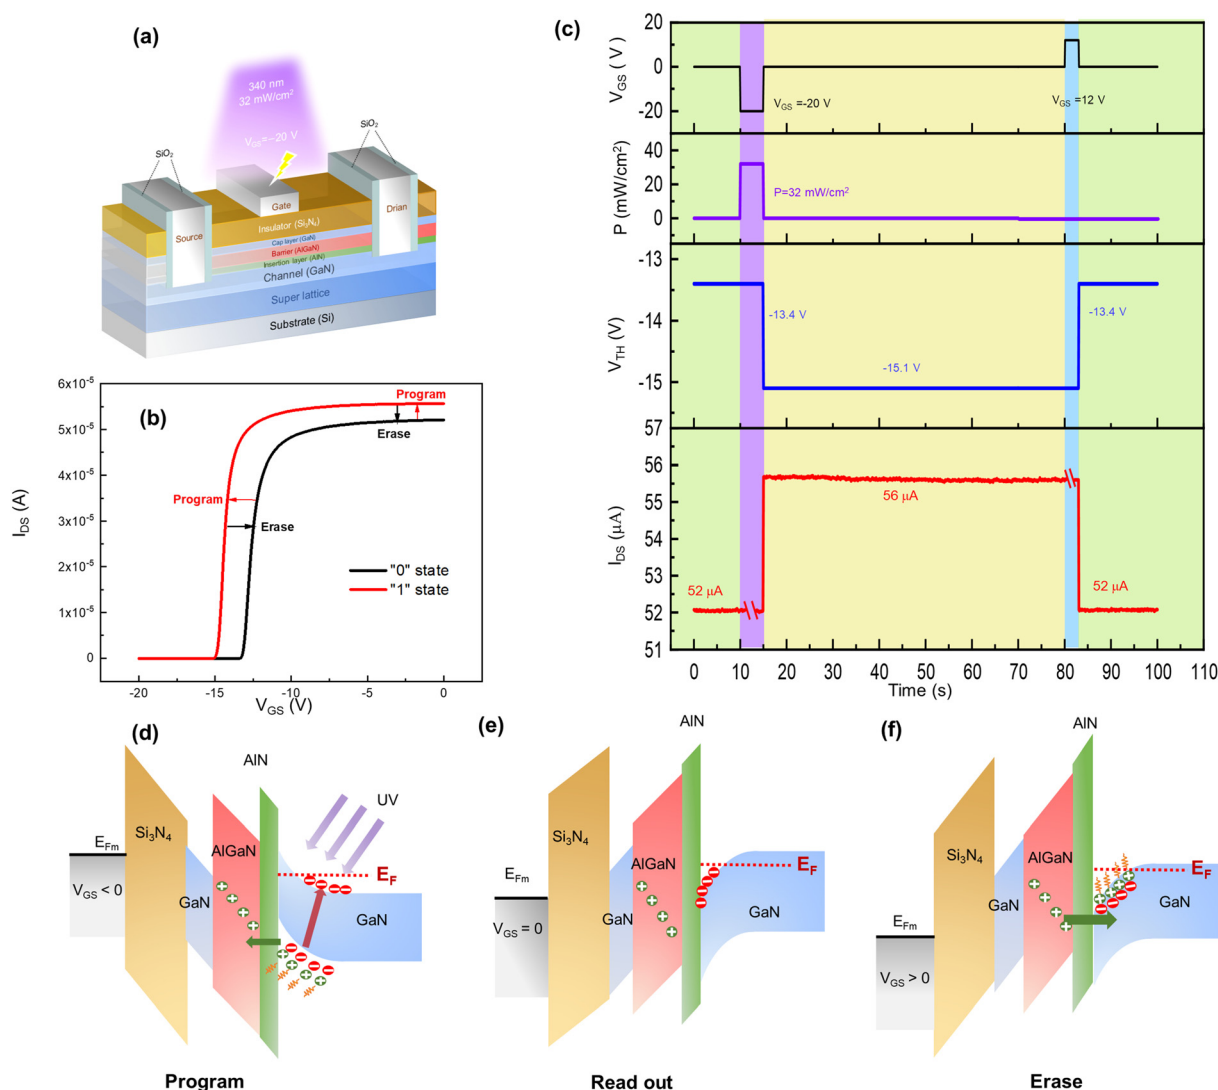 (a)
340 nm
32 mW/cm²
V_GS=−20 V
SiO₂
SiO₂
Gate
Source
Drian
Insulator (Si₃N₄)
Cap layer (GaN)
Barrier (AlGaN)
Insertion layer (AlN)
Channel (GaN)
Super lattice
Substrate (Si)
(b)
6x10⁻⁵
5x10⁻⁵
4x10⁻⁵
3x10⁻⁵
2x10⁻⁵
1x10⁻⁵
0
I_DS (A)
Program
Erase
Program
Erase
"0" state
"1" state
-20
-15
-10
-5
0
V_GS (V)
(c)
20
0
-20
V_GS ( V)
V_GS =-20 V
V_GS =12 V
40
20
0
P (mW/cm²)
P=32 mW/cm²
-13
-14
-15
V_TH (V)
-13.4 V
-15.1 V
-13.4 V
57
56
55
54
53
52
51
I_DS (μA)
52 μA
56 μA
52 μA
0 10 20 30 40 50 60 70 80 90 100 110
Time (s)
(d)
AlN
UV
Si₃N₄
E_Fm
AlGaN
E_F
V_GS < 0
GaN
GaN
Program
(e)
AlN
Si₃N₄
AlGaN
E_F
E_Fm
GaN
GaN
V_GS = 0
Read out
(f)
AlN
Si₃N₄
AlGaN
E_F
GaN
GaN
E_Fm
V_GS > 0
Erase